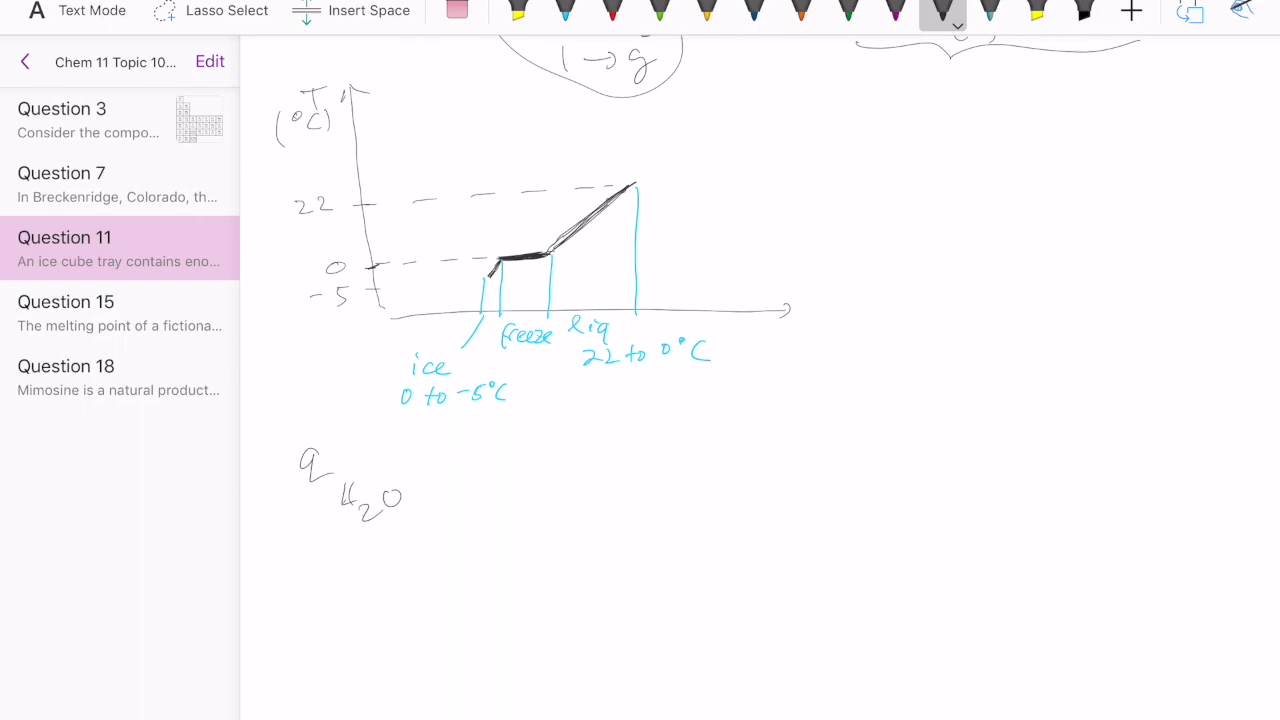 Text Mode
Lasso Select
Insert Space
Chem 11 Topic 10...
Edit
Question 3
Consider the compo...
Question 7
In Breckenridge, Colorado, th...
Question 11
An ice cube tray contains eno...
Question 15
The melting point of a fictiona...
Question 18
Mimosine is a natural product...
l → g
T
(°C)
22
0
-5
freeze
liq
22 to 0°C
ice
0 to -5°C
q H₂O